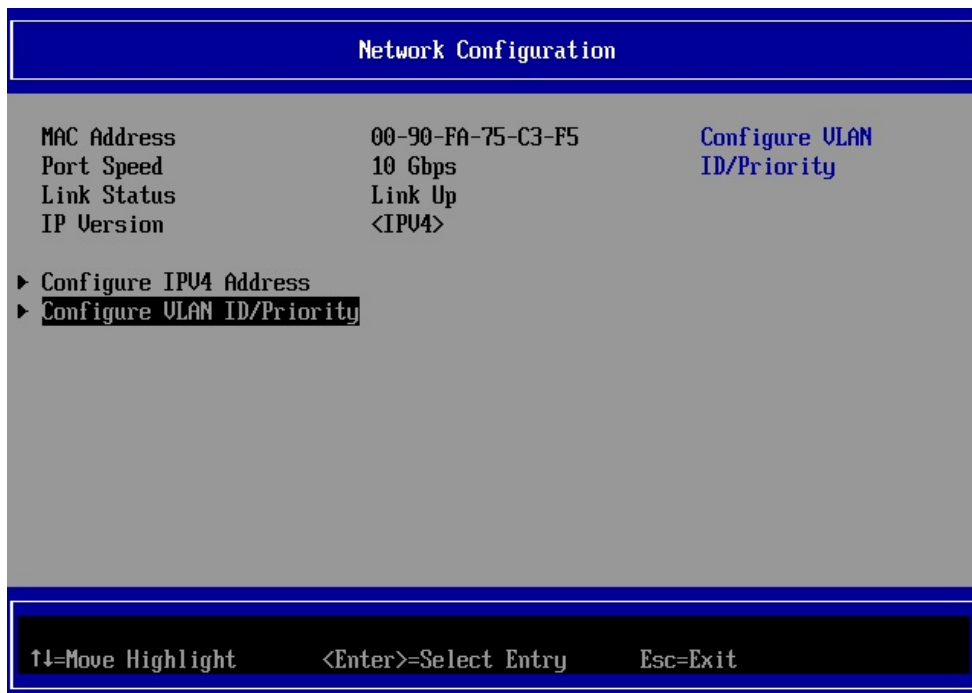 Network Configuration
MAC Address 00-90-FA-75-C3-F5 Configure VLAN
Port Speed 10 Gbps ID/Priority
Link Status Link Up
IP Version <IPV4>
▶ Configure IPV4 Address
▶ Configure VLAN ID/Priority
↑↓=Move Highlight <Enter>=Select Entry Esc=Exit